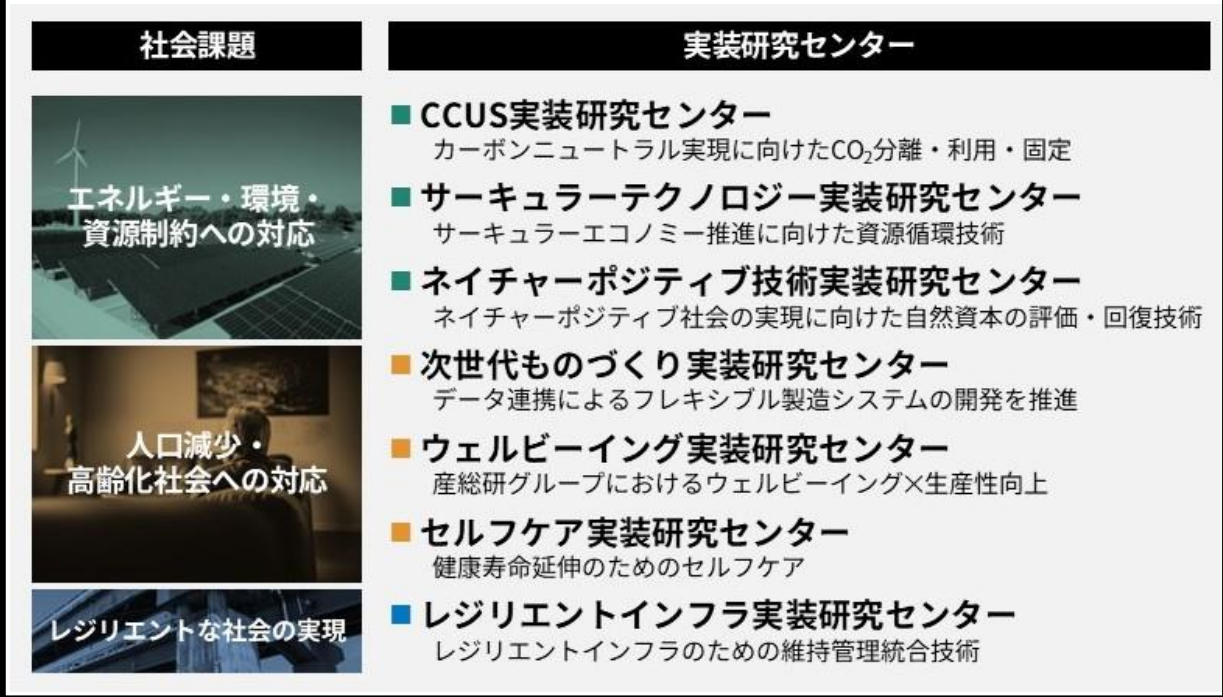 社会課題
実装研究センター
エネルギー・環境・
資源制約への対応
人口減少・
高齢化社会への対応
レジリエントな社会の実現
CCUS実装研究センター
カーボンニュートラル実現に向けたCO₂分離・利用・固定
サーキュラーテクノロジー実装研究センター
サーキュラーエコノミー推進に向けた資源循環技術
ネイチャーポジティブ技術実装研究センター
ネイチャーポジティブ社会の実現に向けた自然資本の評価・回復技術
次世代ものづくり実装研究センター
データ連携によるフレキシブル製造システムの開発を推進
ウェルビーイング実装研究センター
産総研グループにおけるウェルビーイング×生産性向上
セルフケア実装研究センター
健康寿命延伸のためのセルフケア
レジリエントインフラ実装研究センター
レジリエントインフラのための維持管理統合技術